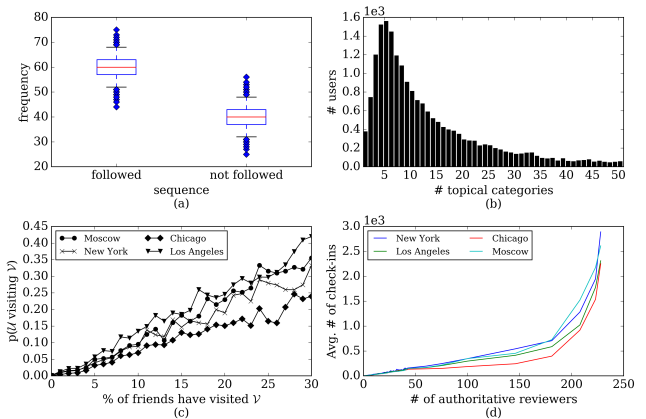 80
70
60
50
40
30
20
frequency
followed
not followed
sequence
(a)
1.6 1e3
1.4
1.2
1.0
0.8
0.6
0.4
0.2
0.0
# users
5 10 15 20 25 30 35 40 45 50
# topical categories
(b)
0.45
0.40
0.35
0.30
0.25
0.20
0.15
0.10
0.05
0.00
p(𝒰 visiting 𝒱)
Moscow Chicago
New York Los Angeles
0 5 10 15 20 25 30
% of friends have visited 𝒱
(c)
3.0 1e3
2.5
2.0
1.5
1.0
0.5
0.0
Avg. # of check-ins
New York Chicago
Los Angeles Moscow
0 50 100 150 200 250
# of authoritative reviewers
(d)